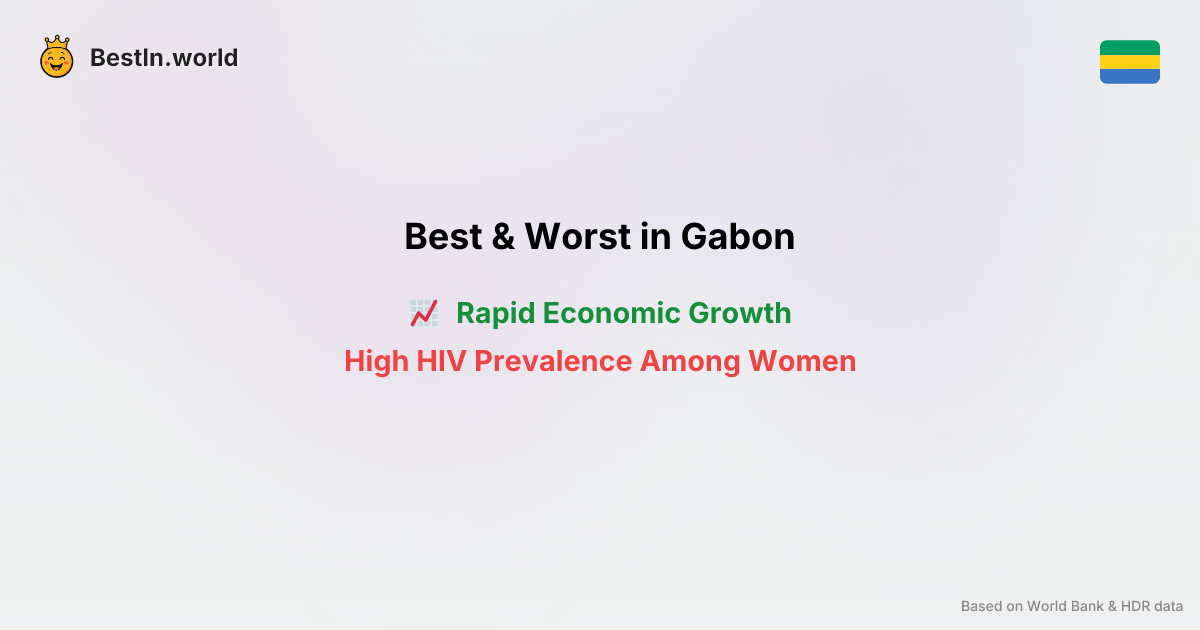 BestIn.world
Best & Worst in Gabon
Rapid Economic Growth
High HIV Prevalence Among Women
Based on World Bank & HDR data